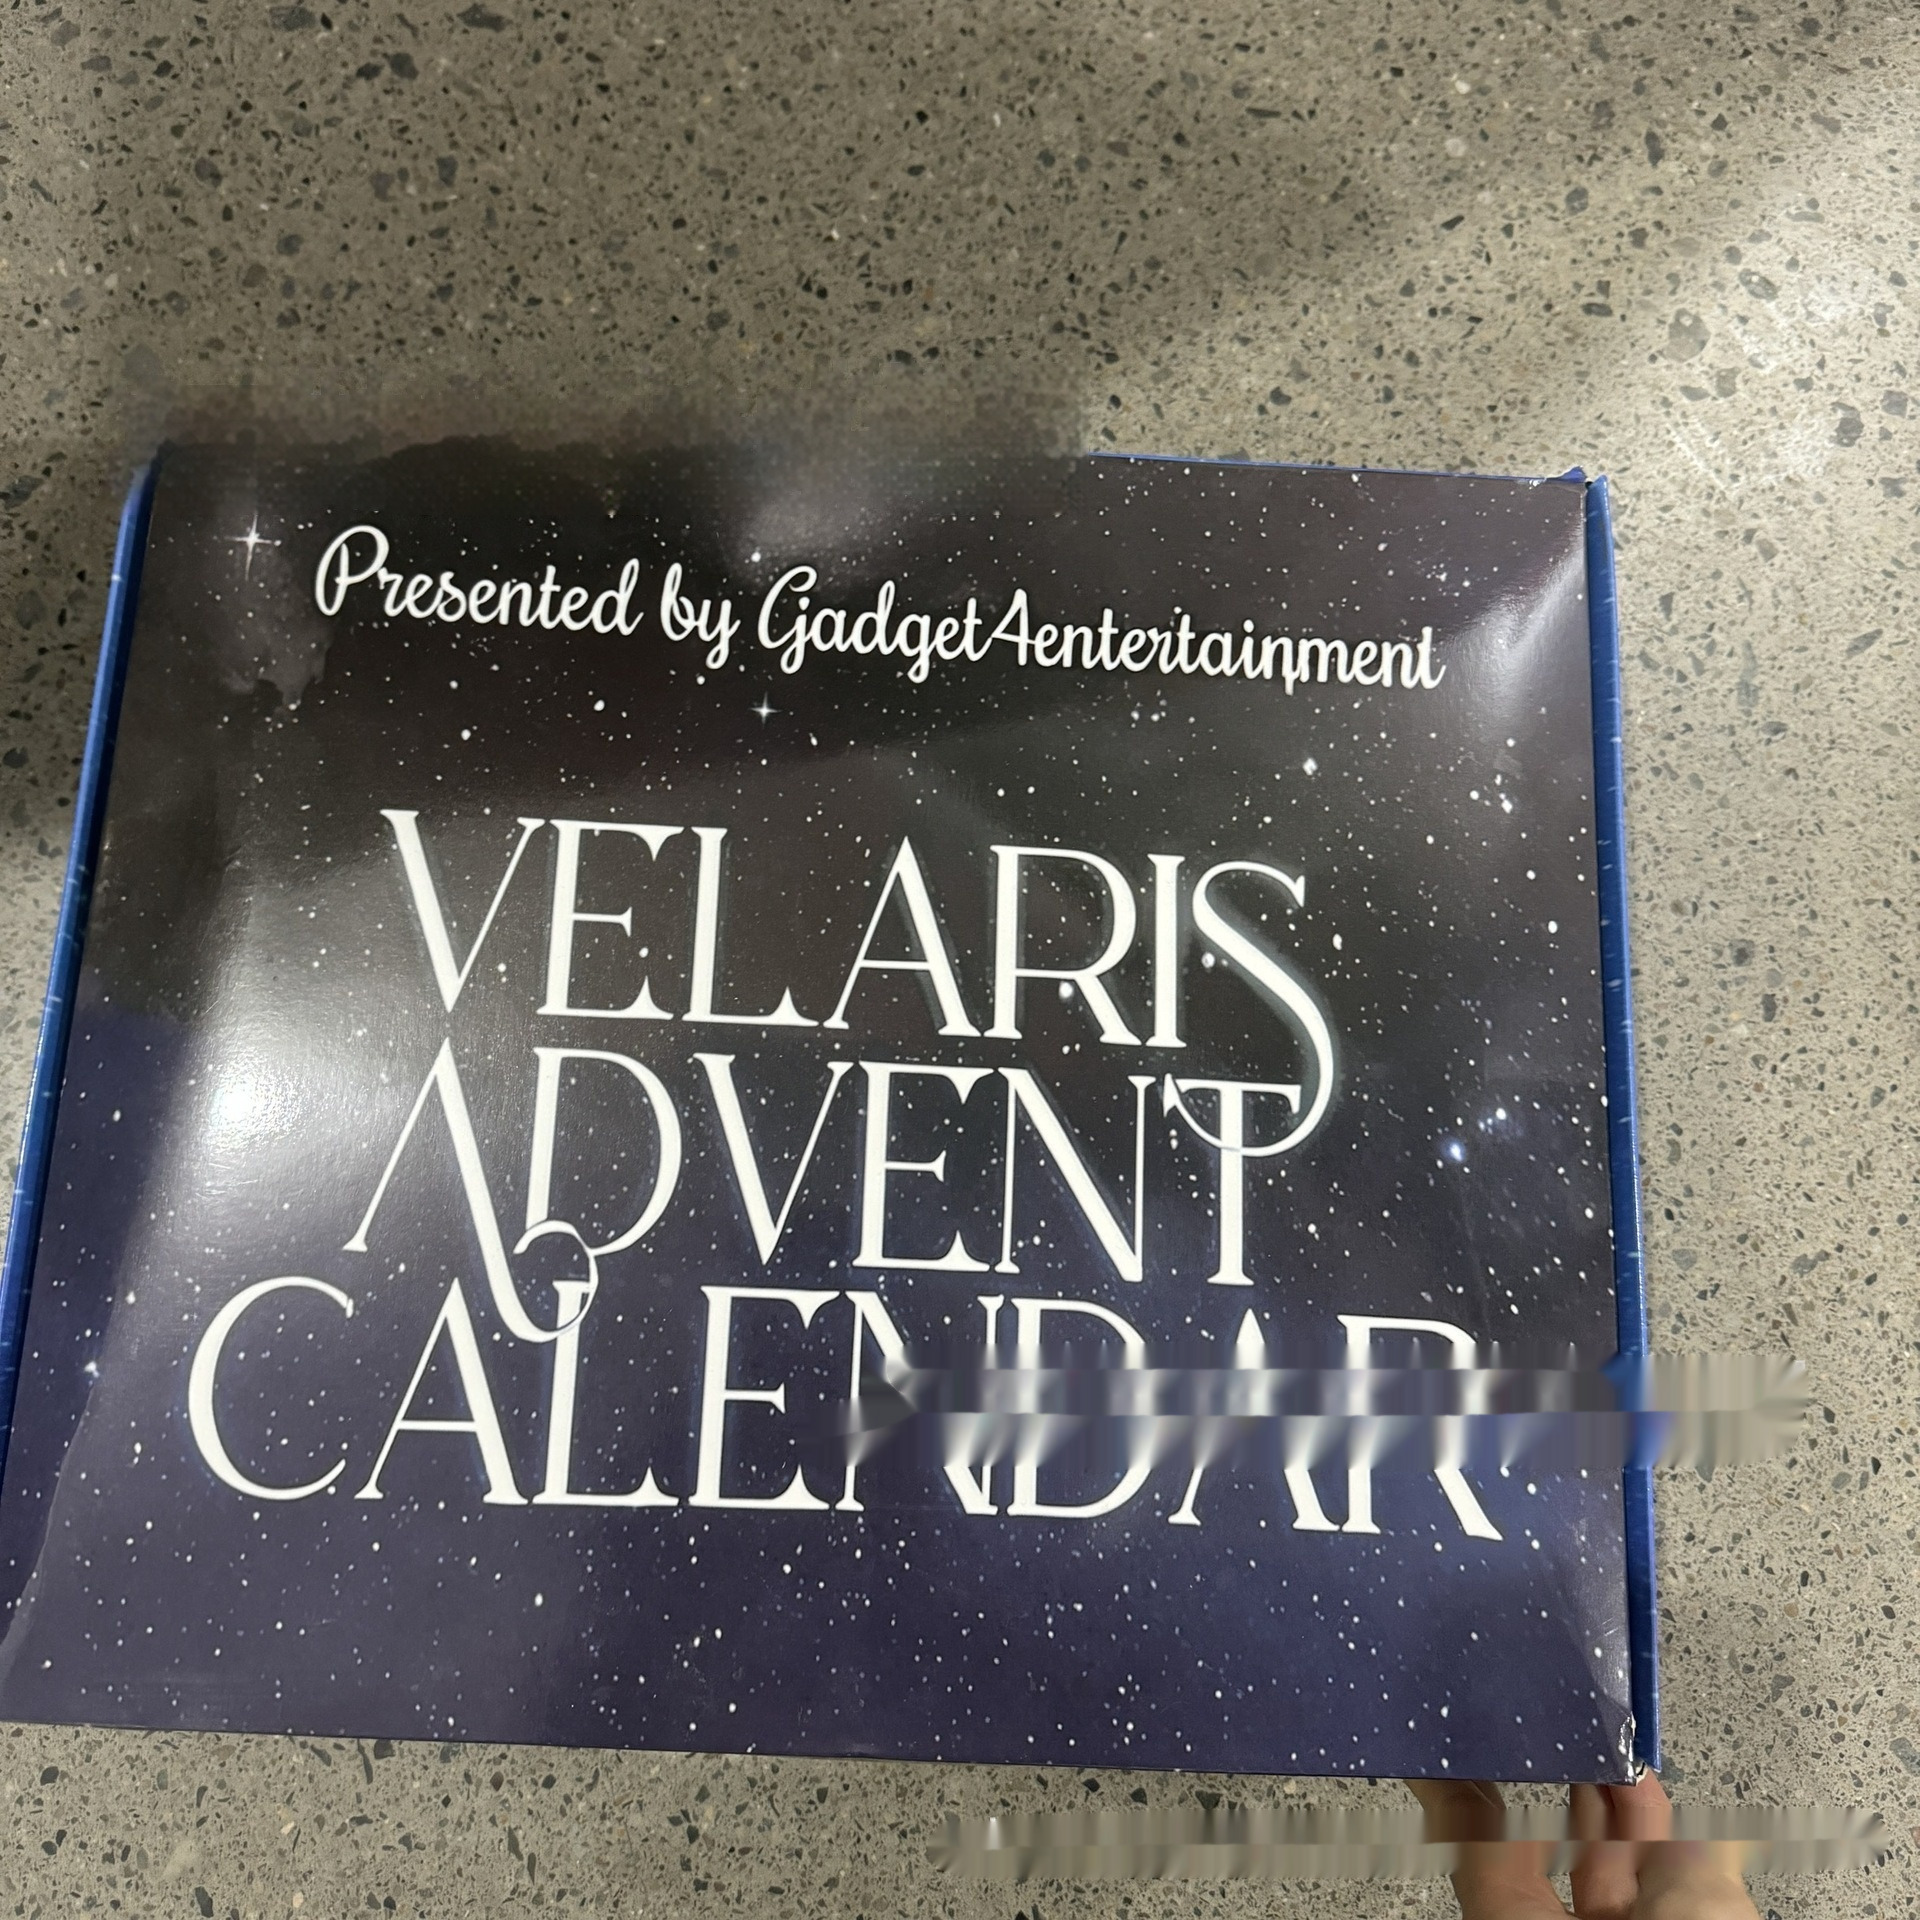 Presented by Gadget4entertainment
VELARIS
ADVENT
CALENDAR